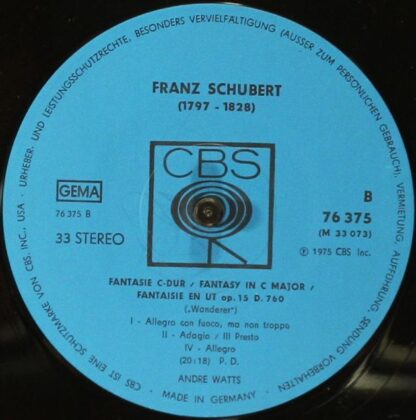 FRANZ SCHUBERT
(1797 - 1828)
CBS
GEMA
76 375 B
33 STEREO
B
76 375
(M 33 073)
Ⓟ 1975 CBS Inc.
FANTASIE C-DUR / FANTASY IN C MAJOR /
FANTAISIE EN UT op. 15 D. 760
(„Wanderer")
I - Allegro con fuoco, ma non troppo
II - Adagio / III Presto
IV - Allegro
(20:18) P. D.
ANDRE WATTS
MADE IN GERMANY · CBS IST EINE SCHUTZMARKE VON CBS, INC., USA · URHEBER- UND LEISTUNGSSCHUTZRECHTE, BESONDERS VERVIELFÄLTIGUNG (AUSSER ZUM PERSÖNLICHEN GEBRAUCH), VERMIETUNG, AUFFÜHRUNG, SENDUNG VORBEHALTEN ·